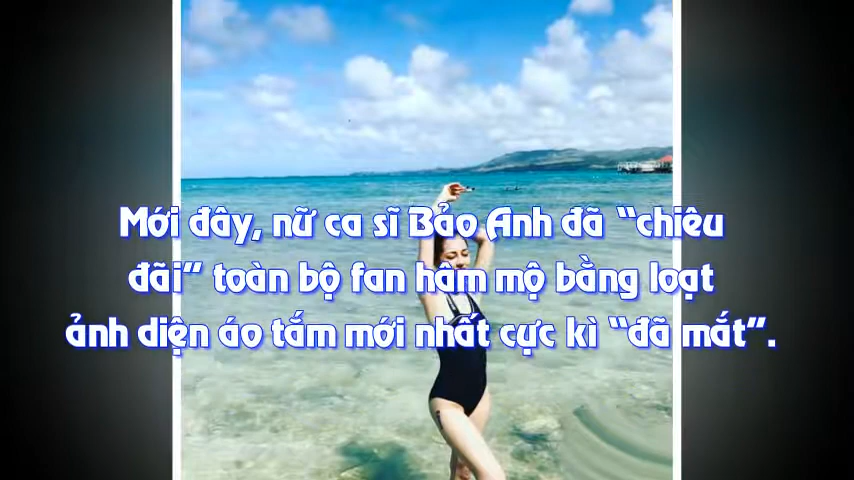 Mới đây, nữ ca sĩ Bảo Anh đã “chiêu
đãi” toàn bộ fan hâm mộ bằng loạt
ảnh diện áo tắm mới nhất cực kì “đã mắt”.